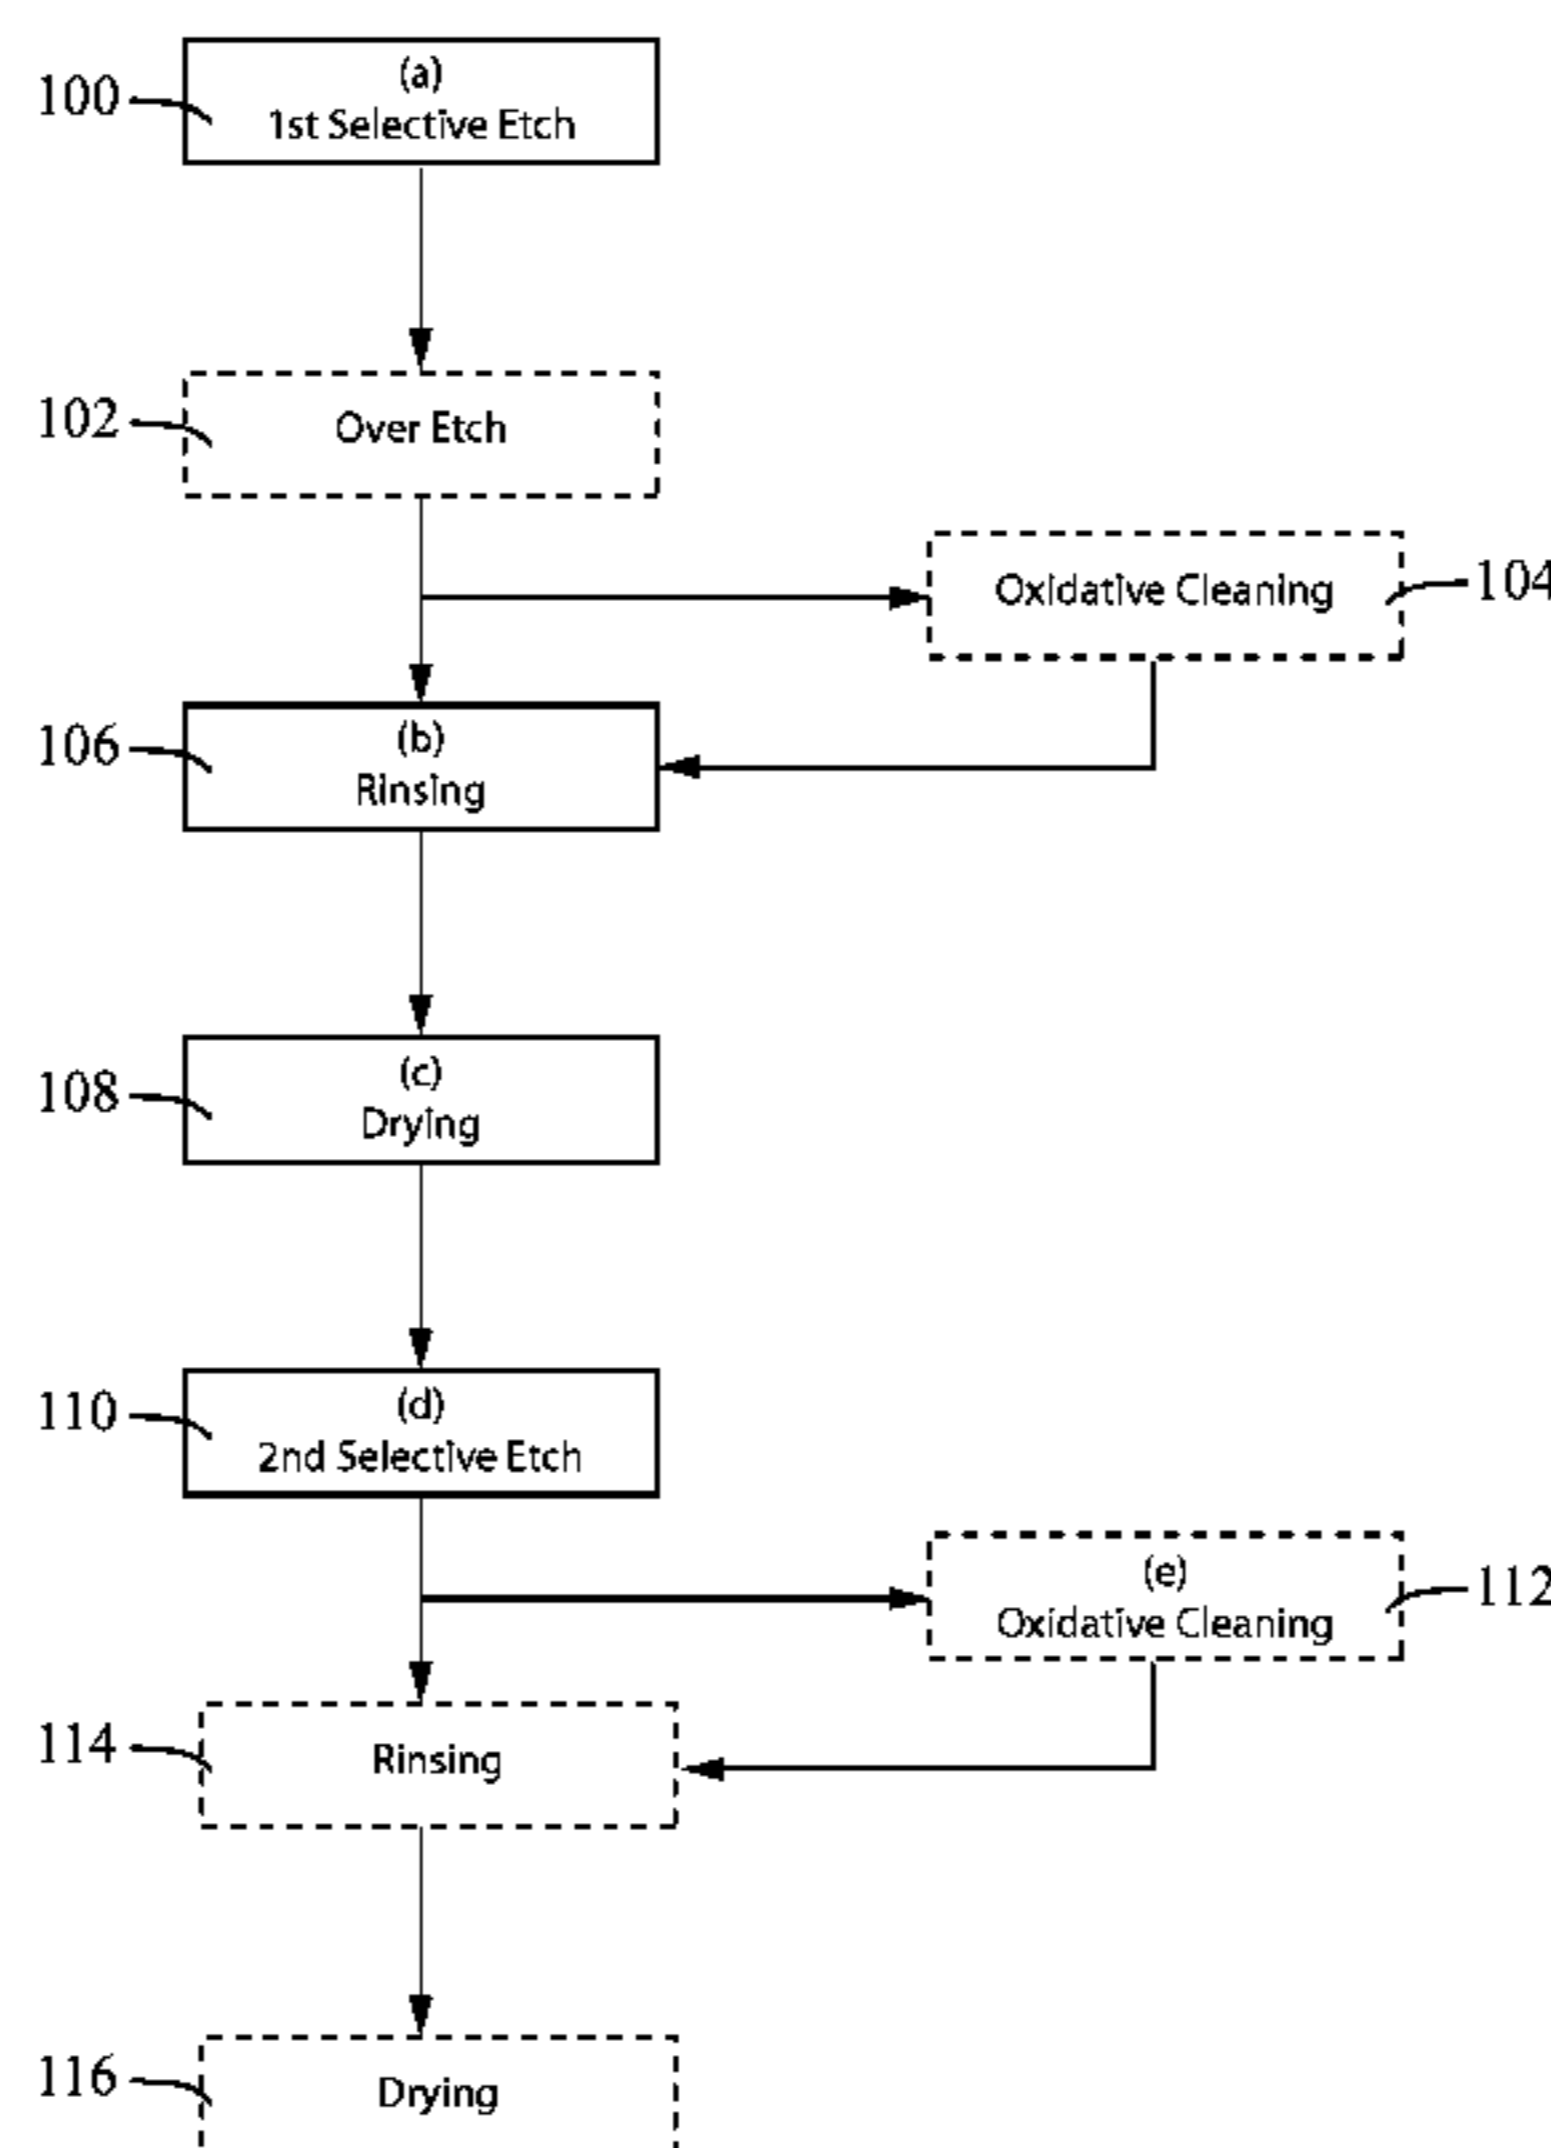 100
(a)
1st Selective Etch
102
Over Etch
Oxidative Cleaning
104
106
(b)
Rinsing
108
(c)
Drying
110
(d)
2nd Selective Etch
(e)
Oxidative Cleaning
112
114
Rinsing
116
Drying